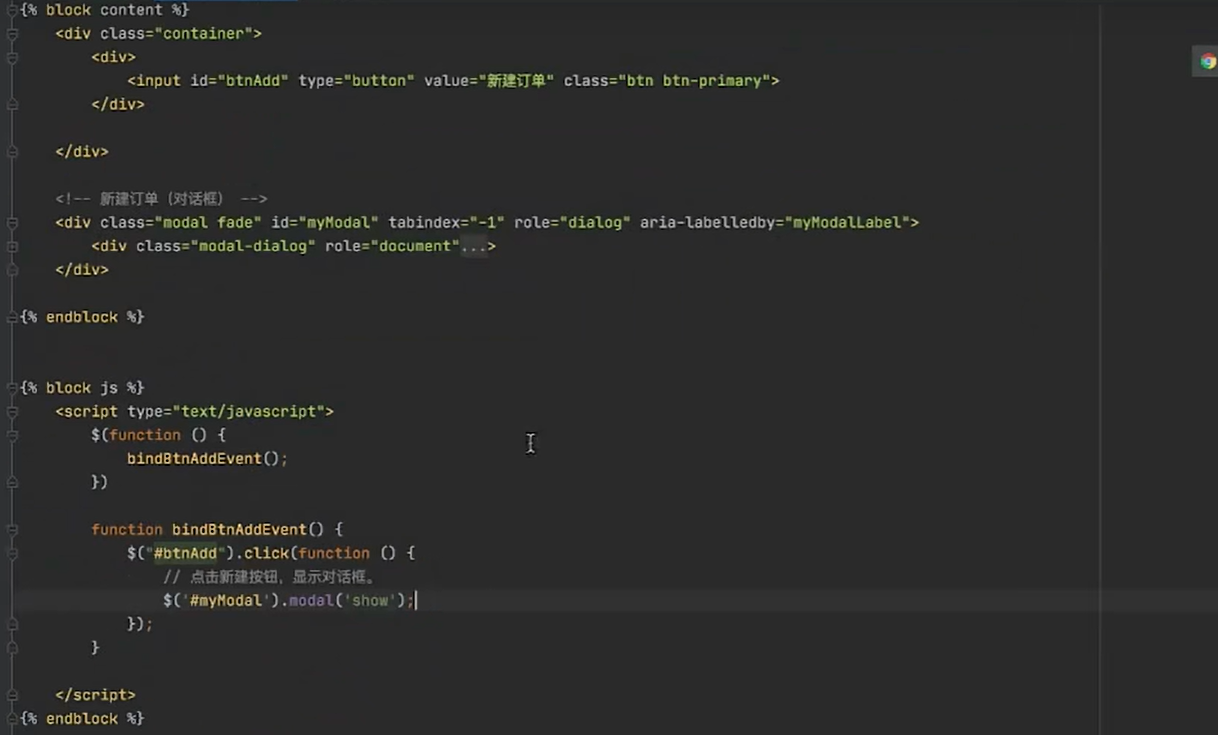 {% block content %}
<div class="container">
<div>
<input id="btnAdd" type="button" value="新建订单" class="btn btn-primary">
</div>
</div>
<!-- 新建订单（对话框） -->
<div class="modal fade" id="myModal" tabindex="-1" role="dialog" aria-labelledby="myModalLabel">
<div class="modal-dialog" role="document"...>
</div>
{% endblock %}
{% block js %}
<script type="text/javascript">
$(function () {
bindBtnAddEvent();
})
function bindBtnAddEvent() {
$("#btnAdd").click(function () {
// 点击新建按钮，显示对话框。
$('#myModal').modal('show');
});
}
</script>
{% endblock %}